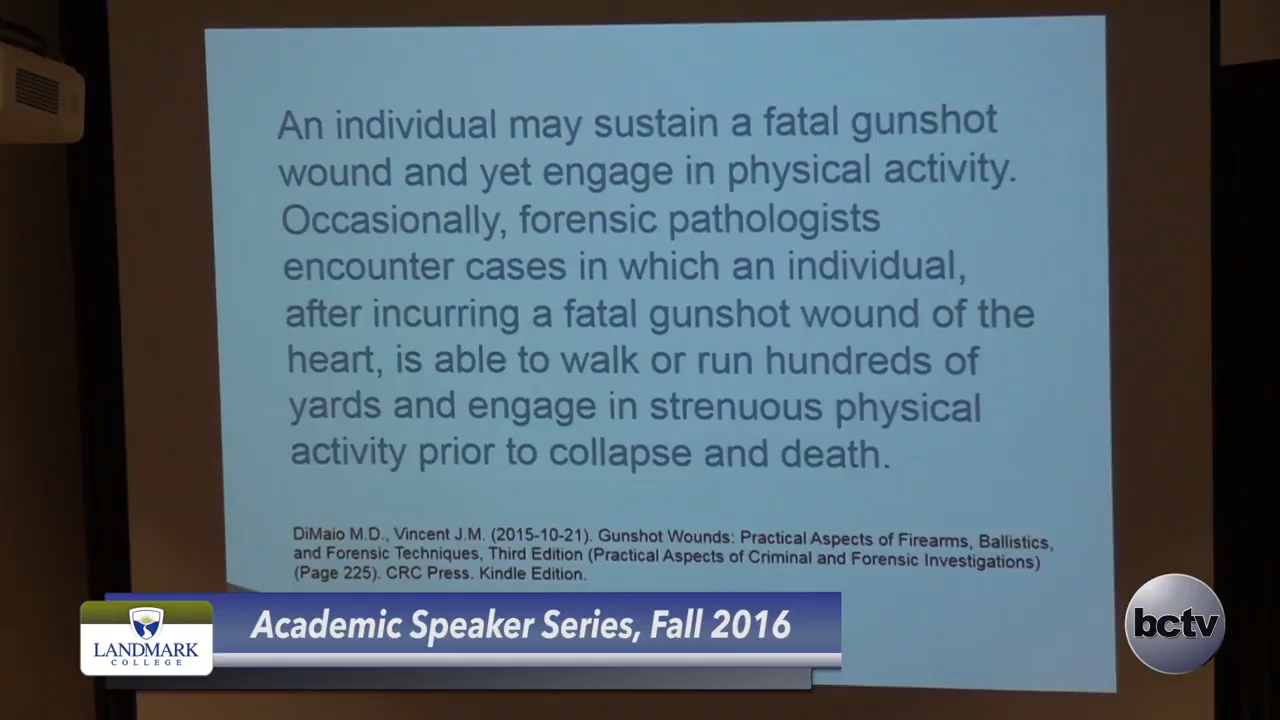 An individual may sustain a fatal gunshot
wound and yet engage in physical activity.
Occasionally, forensic pathologists
encounter cases in which an individual,
after incurring a fatal gunshot wound of the
heart, is able to walk or run hundreds of
yards and engage in strenuous physical
activity prior to collapse and death.
DiMaio M.D., Vincent J.M. (2015-10-21). Gunshot Wounds: Practical Aspects of Firearms, Ballistics,
and Forensic Techniques, Third Edition (Practical Aspects of Criminal and Forensic Investigations)
(Page 225). CRC Press. Kindle Edition.
Academic Speaker Series, Fall 2016
LANDMARK
COLLEGE
bctv